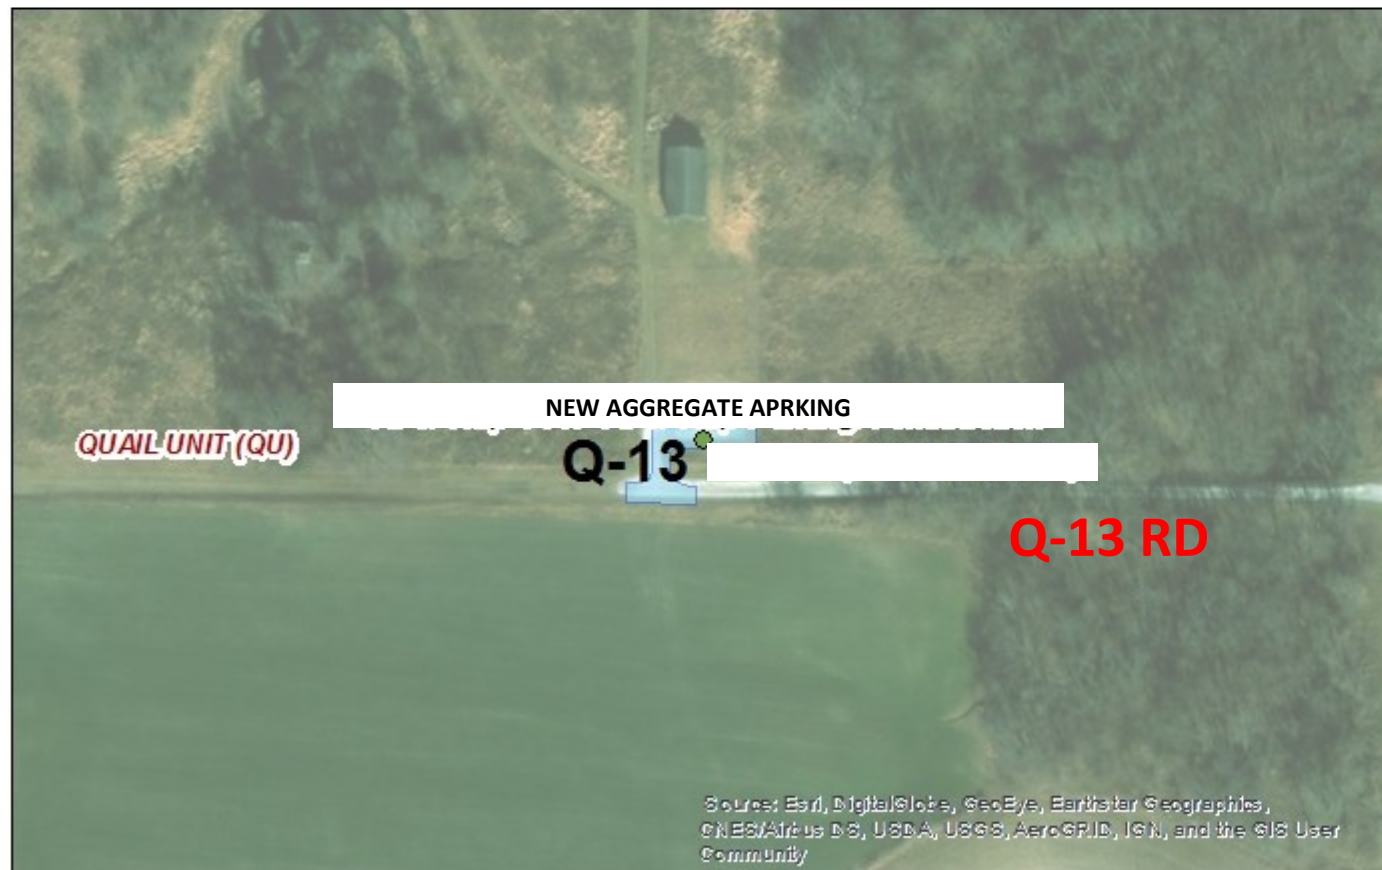 NEW AGGREGATE APRKING
QUAIL UNIT (QU)
Q-13
Q-13 RD
Source: Esri, DigitalGlobe, GeoEye, Earthstar Geographics,
CNES/Airbus DS, USDA, USGS, AeroGRID, IGN, and the GIS User
Community